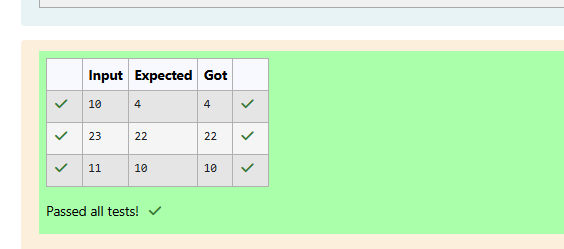 Input Expected Got
10 4 4
23 22 22
11 10 10
Passed all tests!